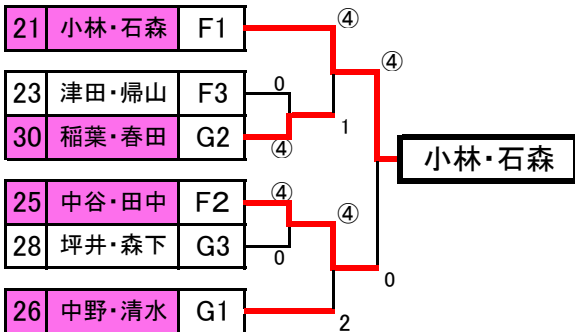 21 小林・石森 F1 ④
④
23 津田・帰山 F3 0
1
30 稲葉・春田 G2 ④
小林・石森
25 中谷・田中 F2 ④
④
28 坪井・森下 G3 0
0
26 中野・清水 G1 2